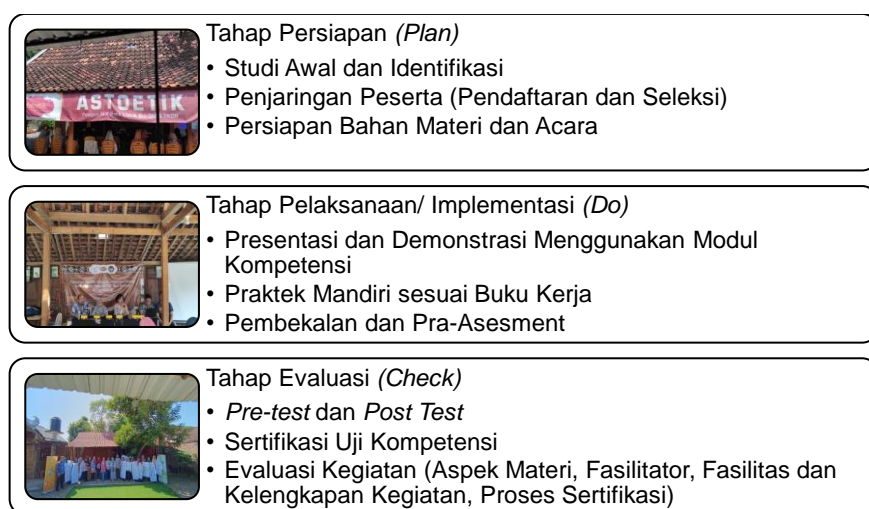 Tahap Persiapan (Plan)
• Studi Awal dan Identifikasi
• Penjaringan Peserta (Pendaftaran dan Seleksi)
• Persiapan Bahan Materi dan Acara
ASTOETIK
Tahap Pelaksanaan/ Implementasi (Do)
• Presentasi dan Demonstrasi Menggunakan Modul
Kompetensi
• Praktek Mandiri sesuai Buku Kerja
• Pembekalan dan Pra-Asesment
Tahap Evaluasi (Check)
• Pre-test dan Post Test
• Sertifikasi Uji Kompetensi
• Evaluasi Kegiatan (Aspek Materi, Fasilitator, Fasilitas dan
Kelengkapan Kegiatan, Proses Sertifikasi)